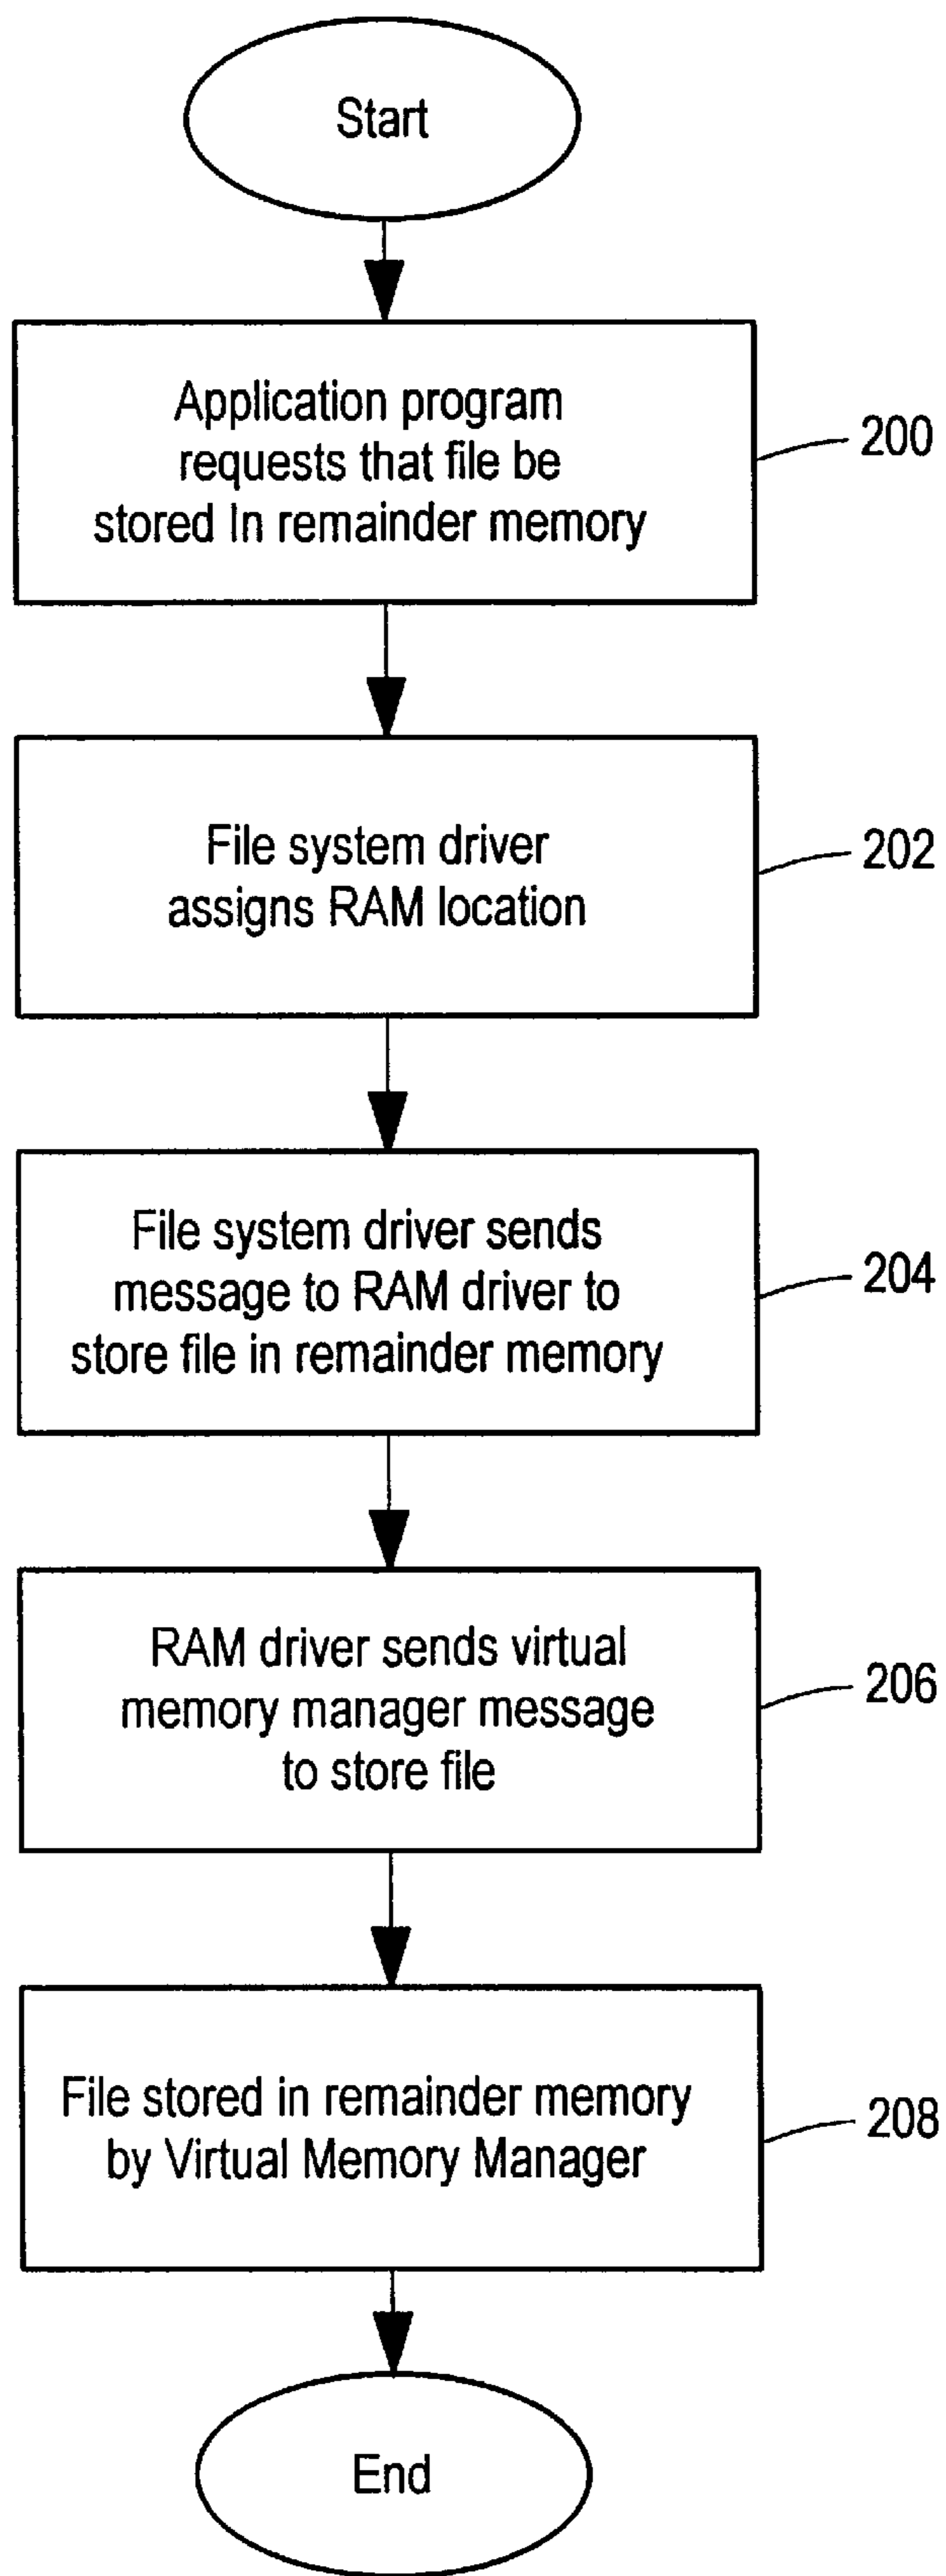 Start
Application program
requests that file be
stored In remainder memory
200
File system driver
assigns RAM location
202
File system driver sends
message to RAM driver to
store file in remainder memory
204
RAM driver sends virtual
memory manager message
to store file
206
File stored in remainder memory
by Virtual Memory Manager
208
End